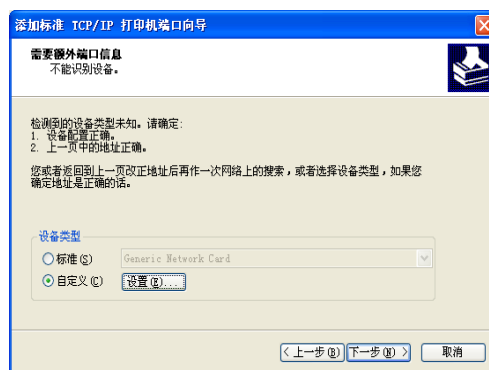 添加标准 TCP/IP 打印机端口向导
需要额外端口信息
不能识别设备。
检测到的设备类型未知。请确定:
1. 设备配置正确。
2. 上一页中的地址正确。
您或者返回到上一页改正地址后再作一次网络上的搜索，或者选择设备类型，如果您
确定地址是正确的话。
设备类型
标准(S) Generic Network Card
自定义(C) 设置(E)...
< 上一步(B) 下一步(N) > 取消